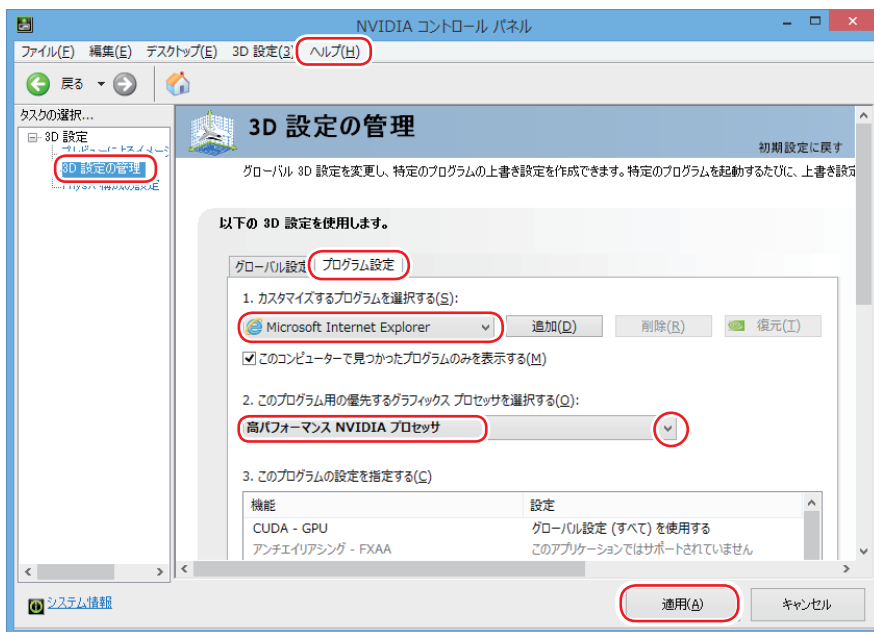 NVIDIA コントロール パネル
ファイル(F) 編集(E) デスクトップ(E) 3D 設定(3) ヘルプ(H)
戻る
タスクの選択...
3D 設定
3D 設定の管理
3D 設定の管理
初期設定に戻す
グローバル 3D 設定を変更し、特定のプログラムの上書き設定を作成できます。特定のプログラムを起動するたびに、上書き設定
以下の 3D 設定を使用します。
グローバル設定 プログラム設定
1. カスタマイズするプログラムを選択する(S):
Microsoft Internet Explorer 追加(D) 削除(R) 復元(T)
このコンピューターで見つかったプログラムのみを表示する(M)
2. このプログラム用の優先するグラフィックス プロセッサを選択する(O):
高パフォーマンス NVIDIA プロセッサ
3. このプログラムの設定を指定する(C)
機能 設定
CUDA - GPU グローバル設定 (すべて) を使用する
アンチエイリアシング - FXAA このアプリケーションではサポートされていません
システム情報 適用(A) キャンセル